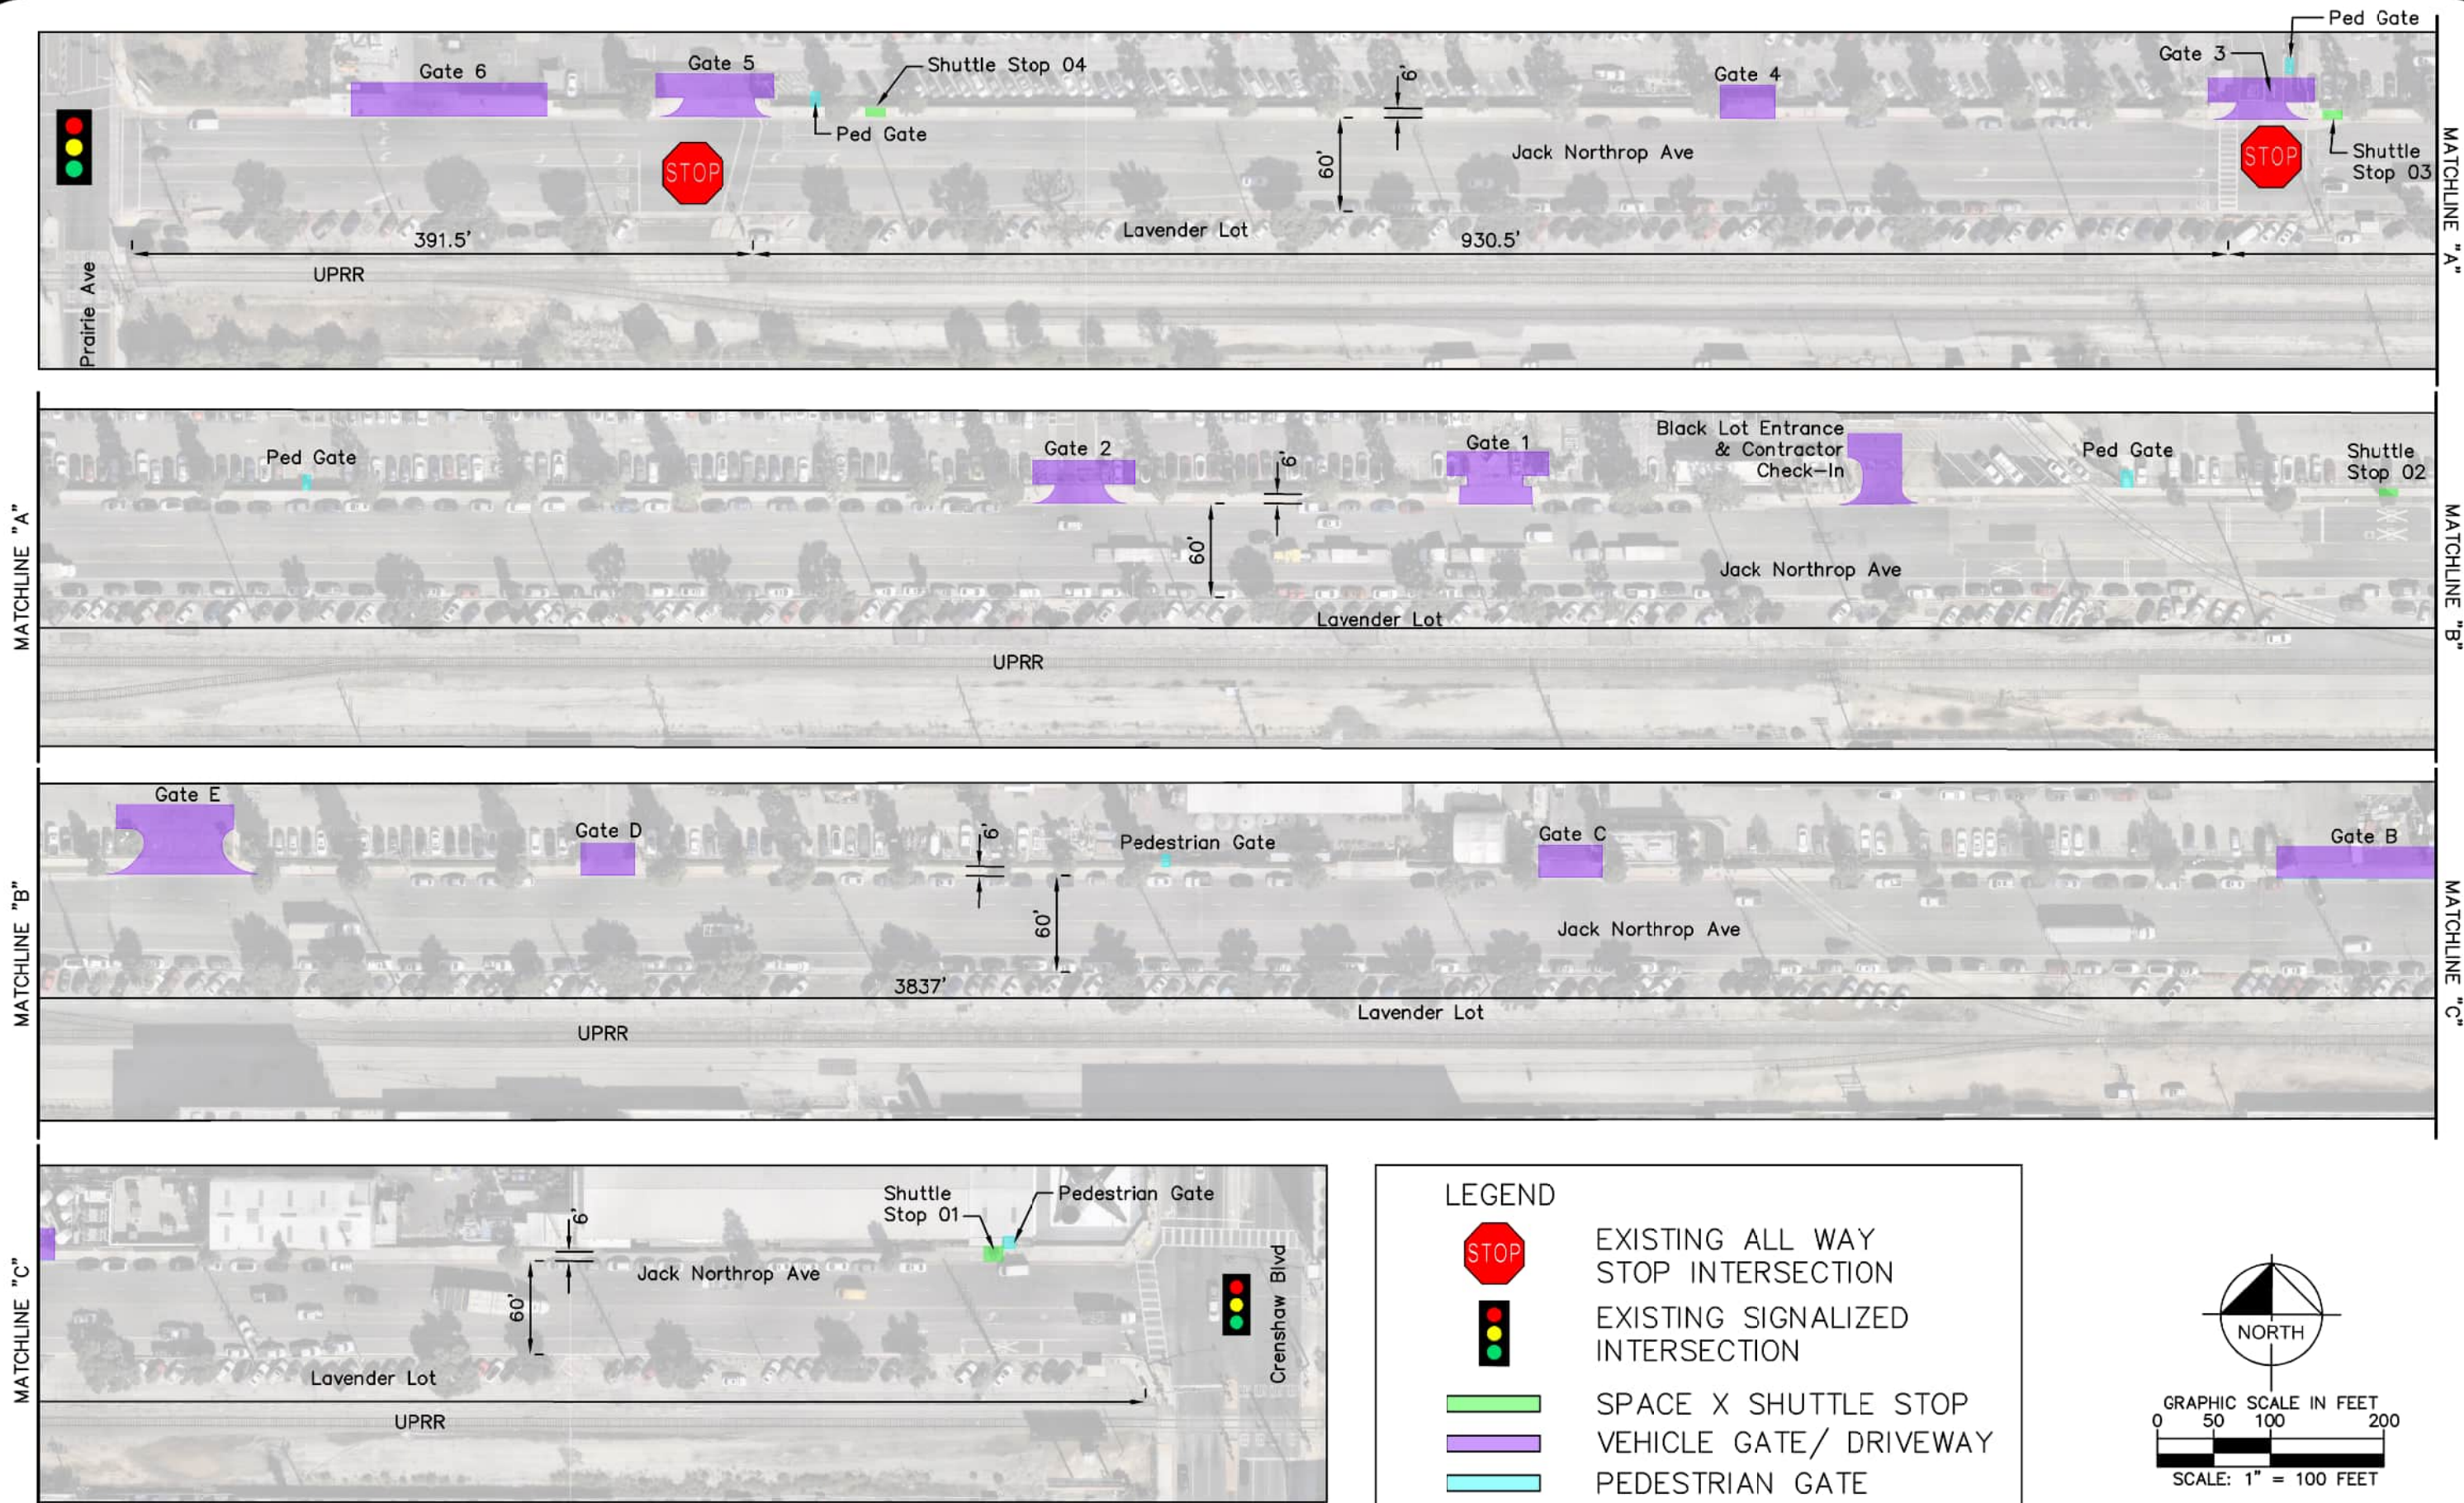 Ped Gate
Gate 3
Gate 6
Gate 5
Shuttle Stop 04
6'
Gate 4
Ped Gate
STOP
60'
Jack Northrop Ave
STOP
Shuttle
Stop 03
Lavender Lot
391.5'
930.5'
UPRR
Prairie Ave
MATCHLINE "A"
MATCHLINE "A"
Ped Gate
Gate 2
6'
Gate 1
Black Lot Entrance
& Contractor
Check-In
Ped Gate
Shuttle
Stop 02
60'
Jack Northrop Ave
Lavender Lot
UPRR
MATCHLINE "B"
MATCHLINE "B"
Gate E
Gate D
6'
Pedestrian Gate
Gate C
Gate B
60'
Jack Northrop Ave
3837'
Lavender Lot
UPRR
MATCHLINE "C"
MATCHLINE "C"
6'
Shuttle
Stop 01
Pedestrian Gate
Jack Northrop Ave
60'
Crenshaw Blvd
Lavender Lot
UPRR
LEGEND
STOP
EXISTING ALL WAY
STOP INTERSECTION
EXISTING SIGNALIZED
INTERSECTION
SPACE X SHUTTLE STOP
VEHICLE GATE/ DRIVEWAY
PEDESTRIAN GATE
NORTH
GRAPHIC SCALE IN FEET
0 50 100 200
SCALE: 1" = 100 FEET